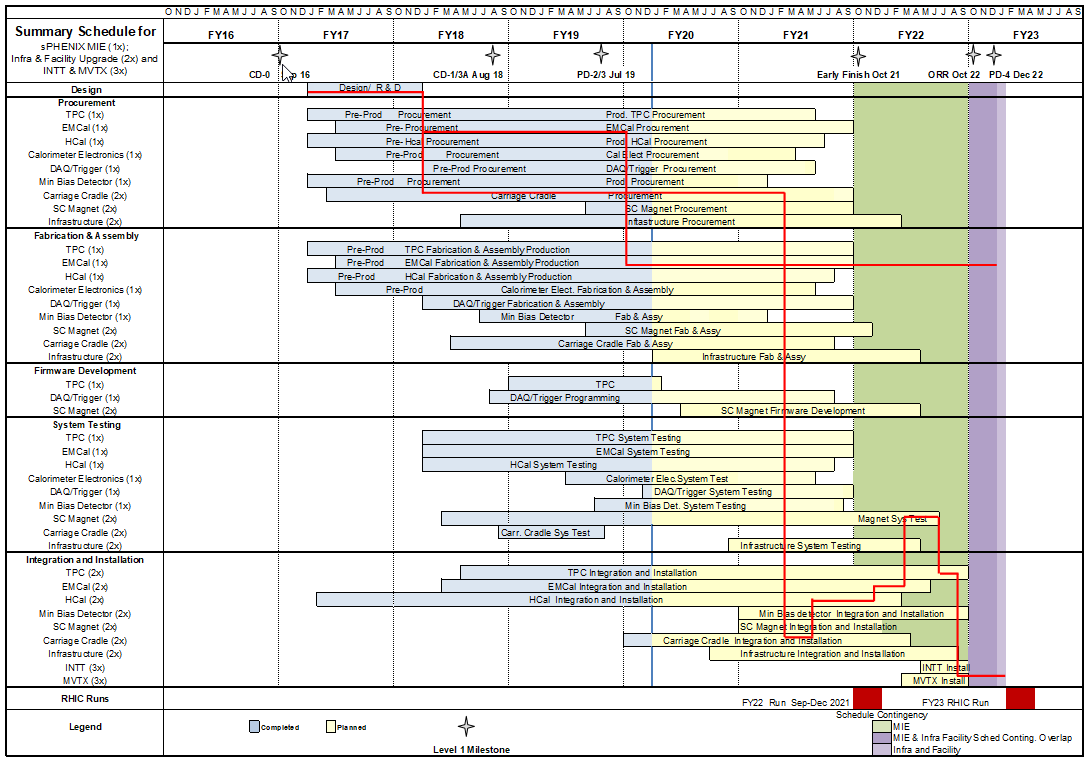 O N D J F M A M J J A S O N D J F M A M J J A S O N D J F M A M J J A S O N D J F M A M J J A S O N D J F M A M J J A S O N D J F M A M J J A S O N D J F M A M J J A S O N D J F M A M J J A S
Summary Schedule for
sPHENIX MIE (1x);
Infra & Facility Upgrade (2x) and
INTT & MVTX (3x)
FY16 FY17 FY18 FY19 FY20 FY21 FY22 FY23
CD-0 p 16 CD-1/3A Aug 18 PD-2/3 Jul 19 Early Finish Oct 21 ORR Oct 22 PD-4 Dec 22
Design Design/ R & D
Procurement
TPC (1x) Pre-Prod Procurement Prod. TPC Procurement
EMCal (1x) Pre-Procurement EMCal Procurement
HCal (1x) Pre-Hcal Procurement Prod HCal Procurement
Calorimeter Electronics (1x) Pre-Prod Procurement Cal Elect Procurement
DAQ/Trigger (1x) Pre-Prod Procurement DAQ/Trigger Procurement
Min Bias Detector (1x) Pre-Prod Procurement Prod Procurement
Carriage Cradle (2x) Carriage Cradle Procurement
SC Magnet (2x) SC Magnet Procurement
Infrastructure (2x) Infrastructure Procurement
Fabrication & Assembly
TPC (1x) Pre-Prod TPC Fabrication & Assembly Production
EMCal (1x) Pre-Prod EMCal Fabrication & Assembly Production
HCal (1x) Pre-Prod HCal Fabrication & Assembly Production
Calorimeter Electronics (1x) Pre-Prod Calorimeter Elect. Fabrication & Assembly
DAQ/Trigger (1x) DAQ/Trigger Fabrication & Assembly
Min Bias Detector (1x) Min Bias Detector Fab & Assy
SC Magnet (2x) SC Magnet Fab & Assy
Carriage Cradle (2x) Carriage Cradle Fab & Assy
Infrastructure (2x) Infrastructure Fab & Assy
Firmware Development
TPC (1x) TPC
DAQ/Trigger (1x) DAQ/Trigger Programming
SC Magnet (2x) SC Magnet Firmware Development
System Testing
TPC (1x) TPC System Testing
EMCal (1x) EMCal System Testing
HCal (1x) HCal System Testing
Calorimeter Electronics (1x) Calorimeter Elec.System Test
DAQ/Trigger (1x) DAQ/Trigger System Testing
Min Bias Detector (1x) Min Bias Det. System Testing
SC Magnet (2x) Magnet Sys Test
Carriage Cradle (2x) Carr. Cradle Sys Test
Infrastructure (2x) Infrastructure System Testing
Integration and Installation
TPC (2x) TPC Integration and Installation
EMCal (2x) EMCal Integration and Installation
HCal (2x) HCal Integration and Installation
Min Bias Detector (2x) Min Bias detector Integration and Installation
SC Magnet (2x) SC Magnet Integration and Installation
Carriage Cradle (2x) Carriage Cradle Integration and Installation
Infrastructure (2x) Infrastructure Integration and Installation
INTT (3x) INTT Install
MVTX (3x) MVTX Install
RHIC Runs FY22 Run Sep-Dec 2021 FY23 RHIC Run
Schedule Contingency
Legend Completed Planned MIE
MIE & Infra Facility Sched Conting. Overlap
Level 1 Milestone Infra and Facility